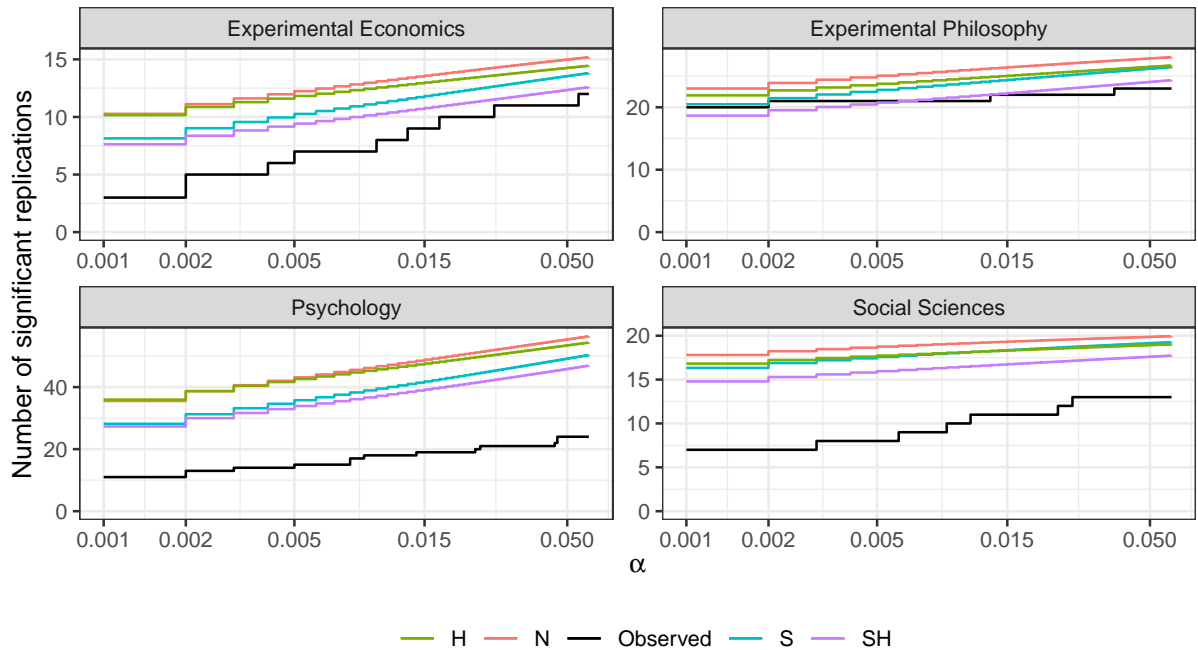 Experimental Economics
Experimental Philosophy
15
10
5
0
20
10
0
0.001 0.002 0.005 0.015 0.050
0.001 0.002 0.005 0.015 0.050
Psychology
Social Sciences
40
20
0
20
15
10
5
0
0.001 0.002 0.005 0.015 0.050
0.001 0.002 0.005 0.015 0.050
Number of significant replications
α
H N Observed S SH